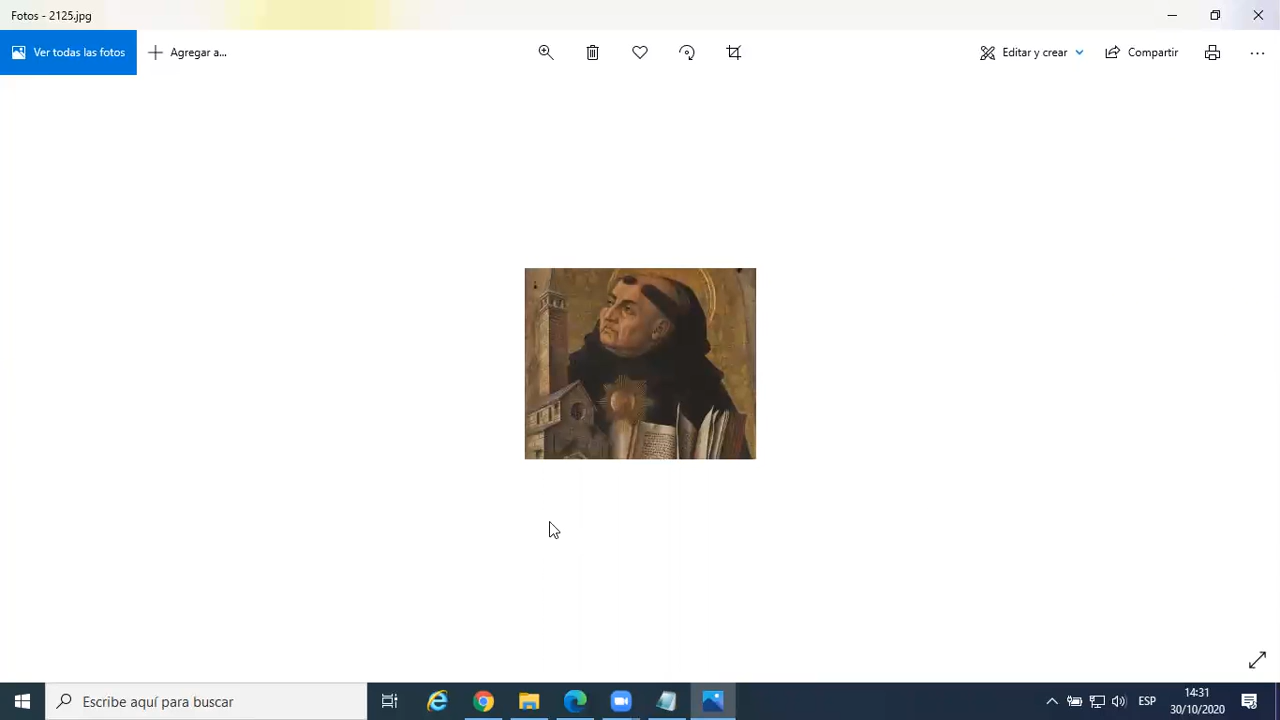 Fotos - 2125.jpg
Ver todas las fotos
Agregar a...
Editar y crear
Compartir
Escribe aquí para buscar
ESP
14:31
30/10/2020